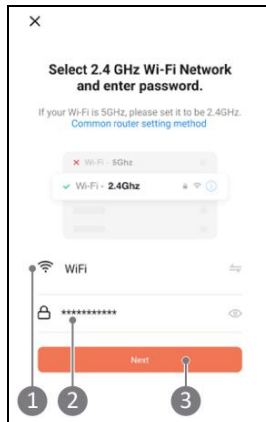 Select 2.4 GHz Wi-Fi Network
and enter password.
If your Wi-Fi is 5GHz, please set it to be 2.4GHz.
Common router setting method
Wi-Fi - 5Ghz
Wi-Fi - 2.4Ghz
WiFi
***********
Next
1
2
3